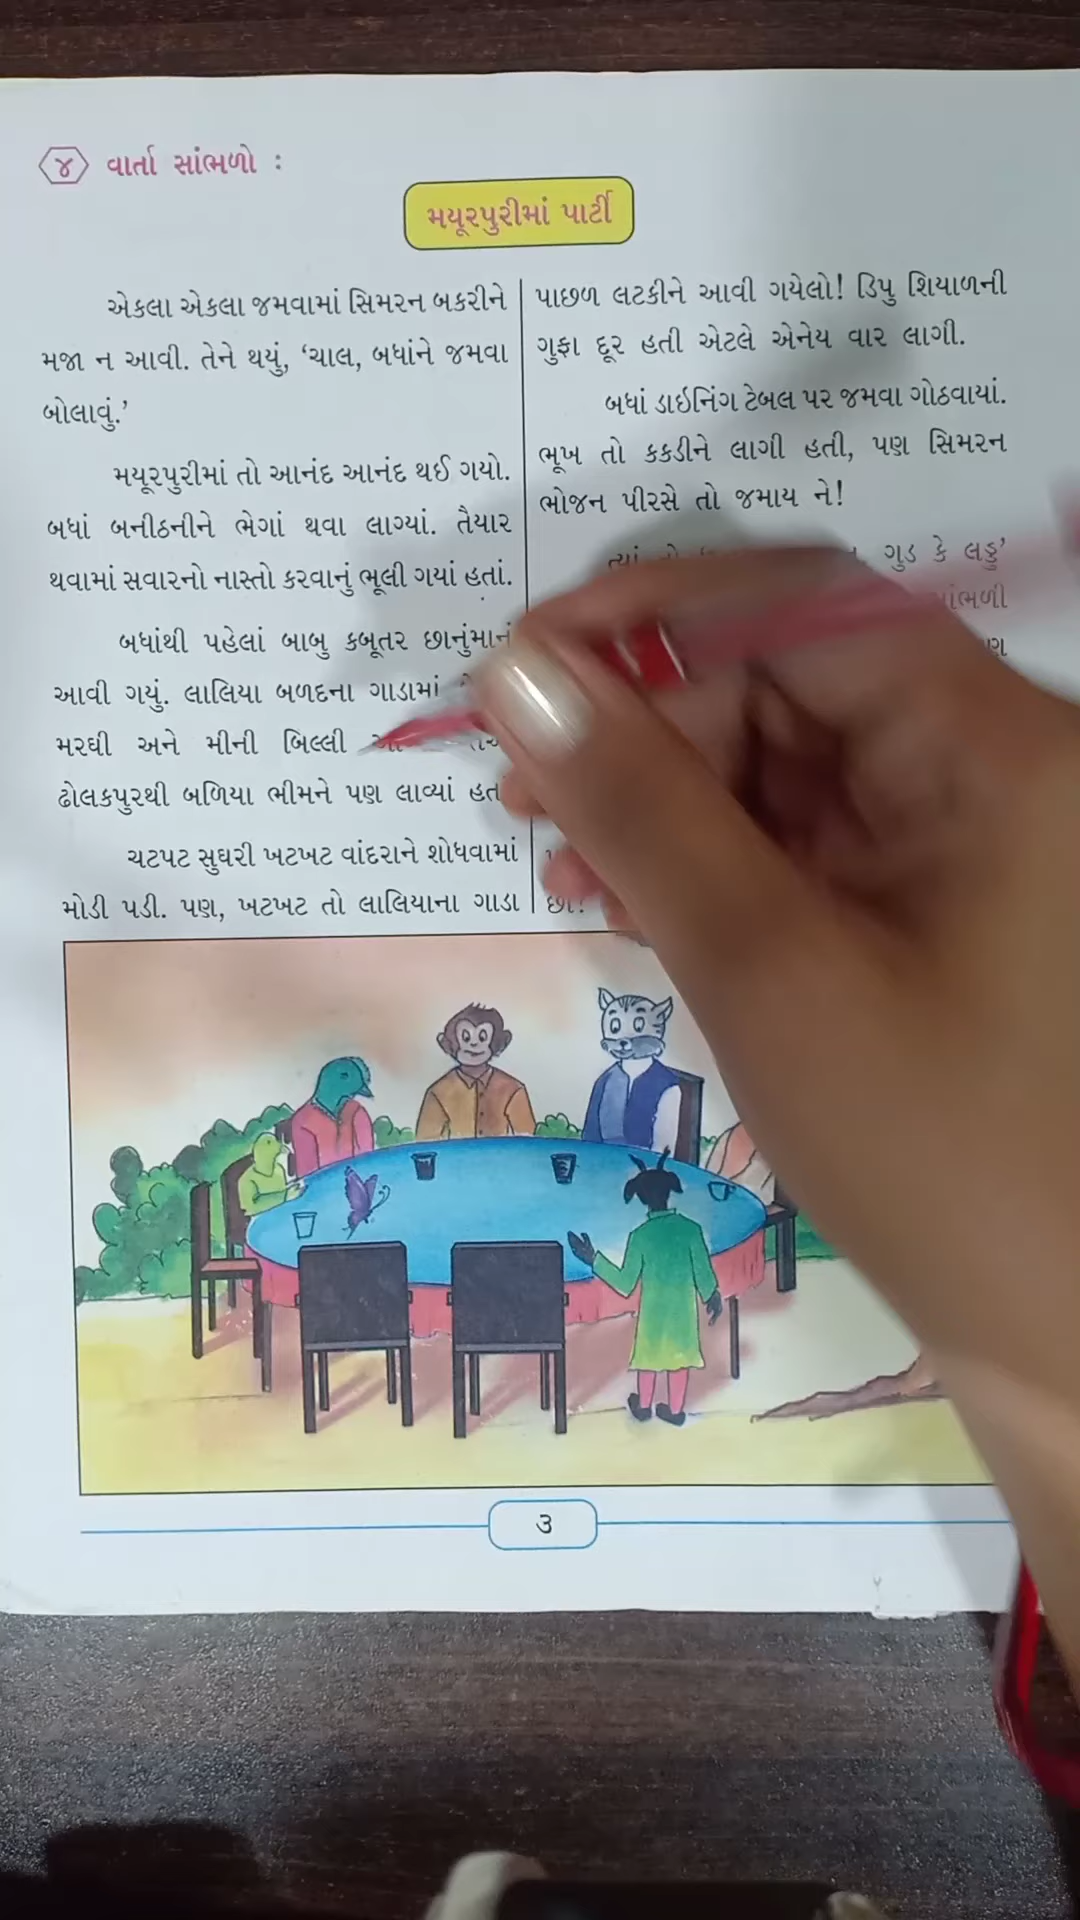 ૪ વાર્તા સાંભળો :
મયૂરપુરીમાં પાર્ટી
એકલા એકલા જમવામાં સિમરન બકરીને
મજા ન આવી. તેને થયું, ‘ચાલ, બધાંને જમવા
બોલાવું.’
મયૂરપુરીમાં તો આનંદ આનંદ થઈ ગયો.
બધાં બનીઠનીને ભેગાં થવા લાગ્યાં. તૈયાર
થવામાં સવારનો નાસ્તો કરવાનું ભૂલી ગયાં હતાં.
બધાંથી પહેલાં બાબુ કબૂતર છાનુંમાનું
આવી ગયું. લાલિયા બળદના ગાડામાં
મરઘી અને મીની બિલ્લી
ઢોલકપુરથી બળિયા ભીમને પણ લાવ્યાં
ચટપટ સુઘરી ખટખટ વાંદરાને શોધવામાં
મોડી પડી. પણ, ખટખટ તો લાલિયાના ગાડા
પાછળ લટકીને આવી ગયેલો! ડિપુ શિયાળની
ગુફા દૂર હતી એટલે એનેય વાર લાગી.
બધાં ડાઇનિંગ ટેબલ પર જમવા ગોઠવાયાં.
ભૂખ તો કકડીને લાગી હતી, પણ સિમરન
ભોજન પીરસે તો જમાય ને!
ગુડ કે લડ્ડુ’
૩